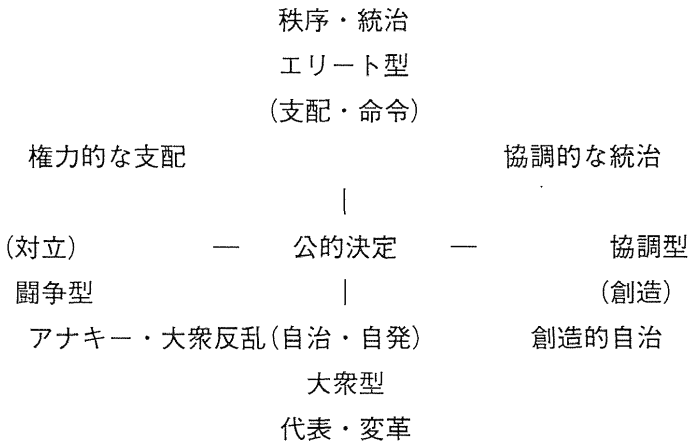 秩序・統治
エリート型
(支配・命令)
権力的な支配 協調的な統治
|
(対立) — 公的決定 — 協調型
闘争型 | (創造)
アナキー・大衆反乱(自治・自発) 創造的自治
大衆型
代表・変革